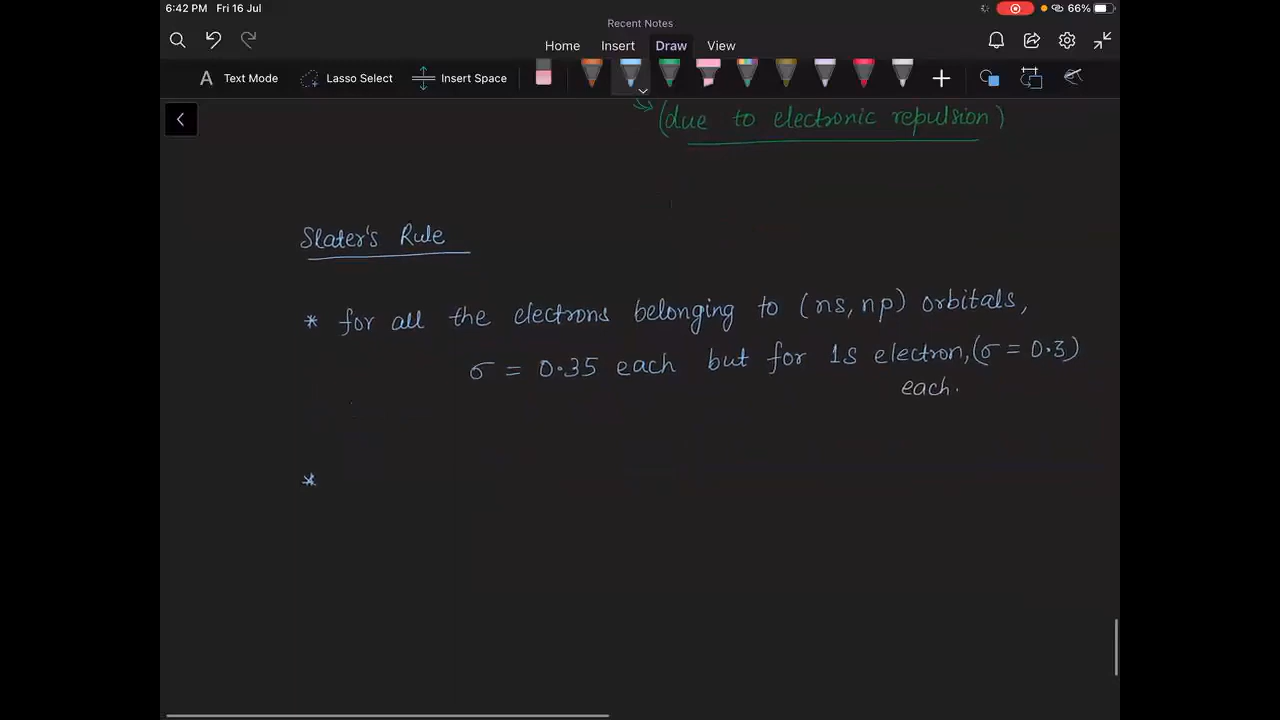 6:42 PM Fri 16 Jul
66%
Recent Notes
Home Insert Draw View
Text Mode Lasso Select Insert Space
(due to electronic repulsion)
Slater's Rule
* for all the electrons belonging to (ns, np) orbitals,
σ = 0.35 each but for 1s electron, (σ = 0.3)
each.
*